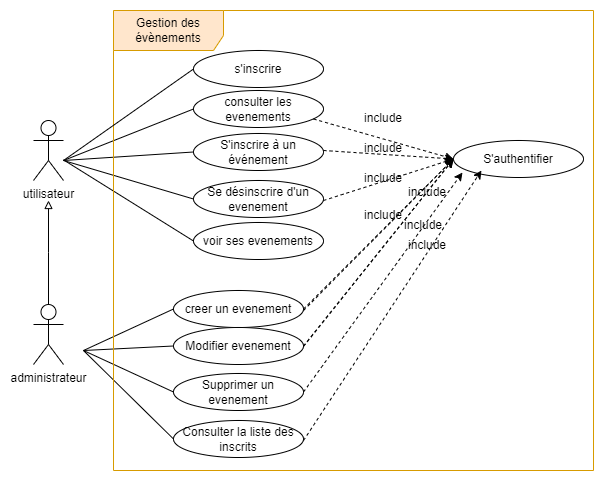 Gestion des
évènements
s'inscrire
consulter les
evenements
include
S'inscrire à un
évènement
include
S'authentifier
utilisateur
Se désinscrire d'un
evenement
include
include
include
include
include
voir ses evenements
creer un evenement
Modifier evenement
administrateur
Supprimer un
evenement
Consulter la liste des
inscrits